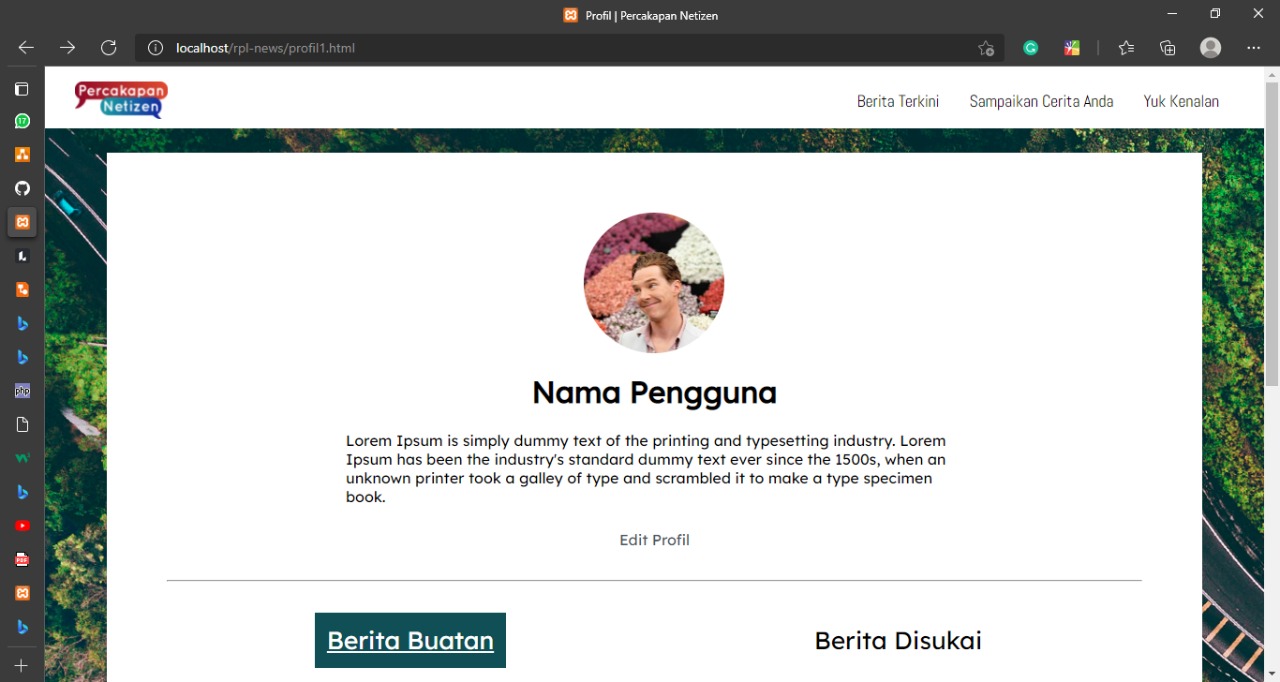 Profil | Percakapan Netizen
localhost/rpl-news/profil1.html
Percakapan
Netizen
Berita Terkini Sampaikan Cerita Anda Yuk Kenalan
17
php
PDF
Nama Pengguna
Lorem Ipsum is simply dummy text of the printing and typesetting industry. Lorem
Ipsum has been the industry's standard dummy text ever since the 1500s, when an
unknown printer took a galley of type and scrambled it to make a type specimen
book.
Edit Profil
Berita Buatan Berita Disukai